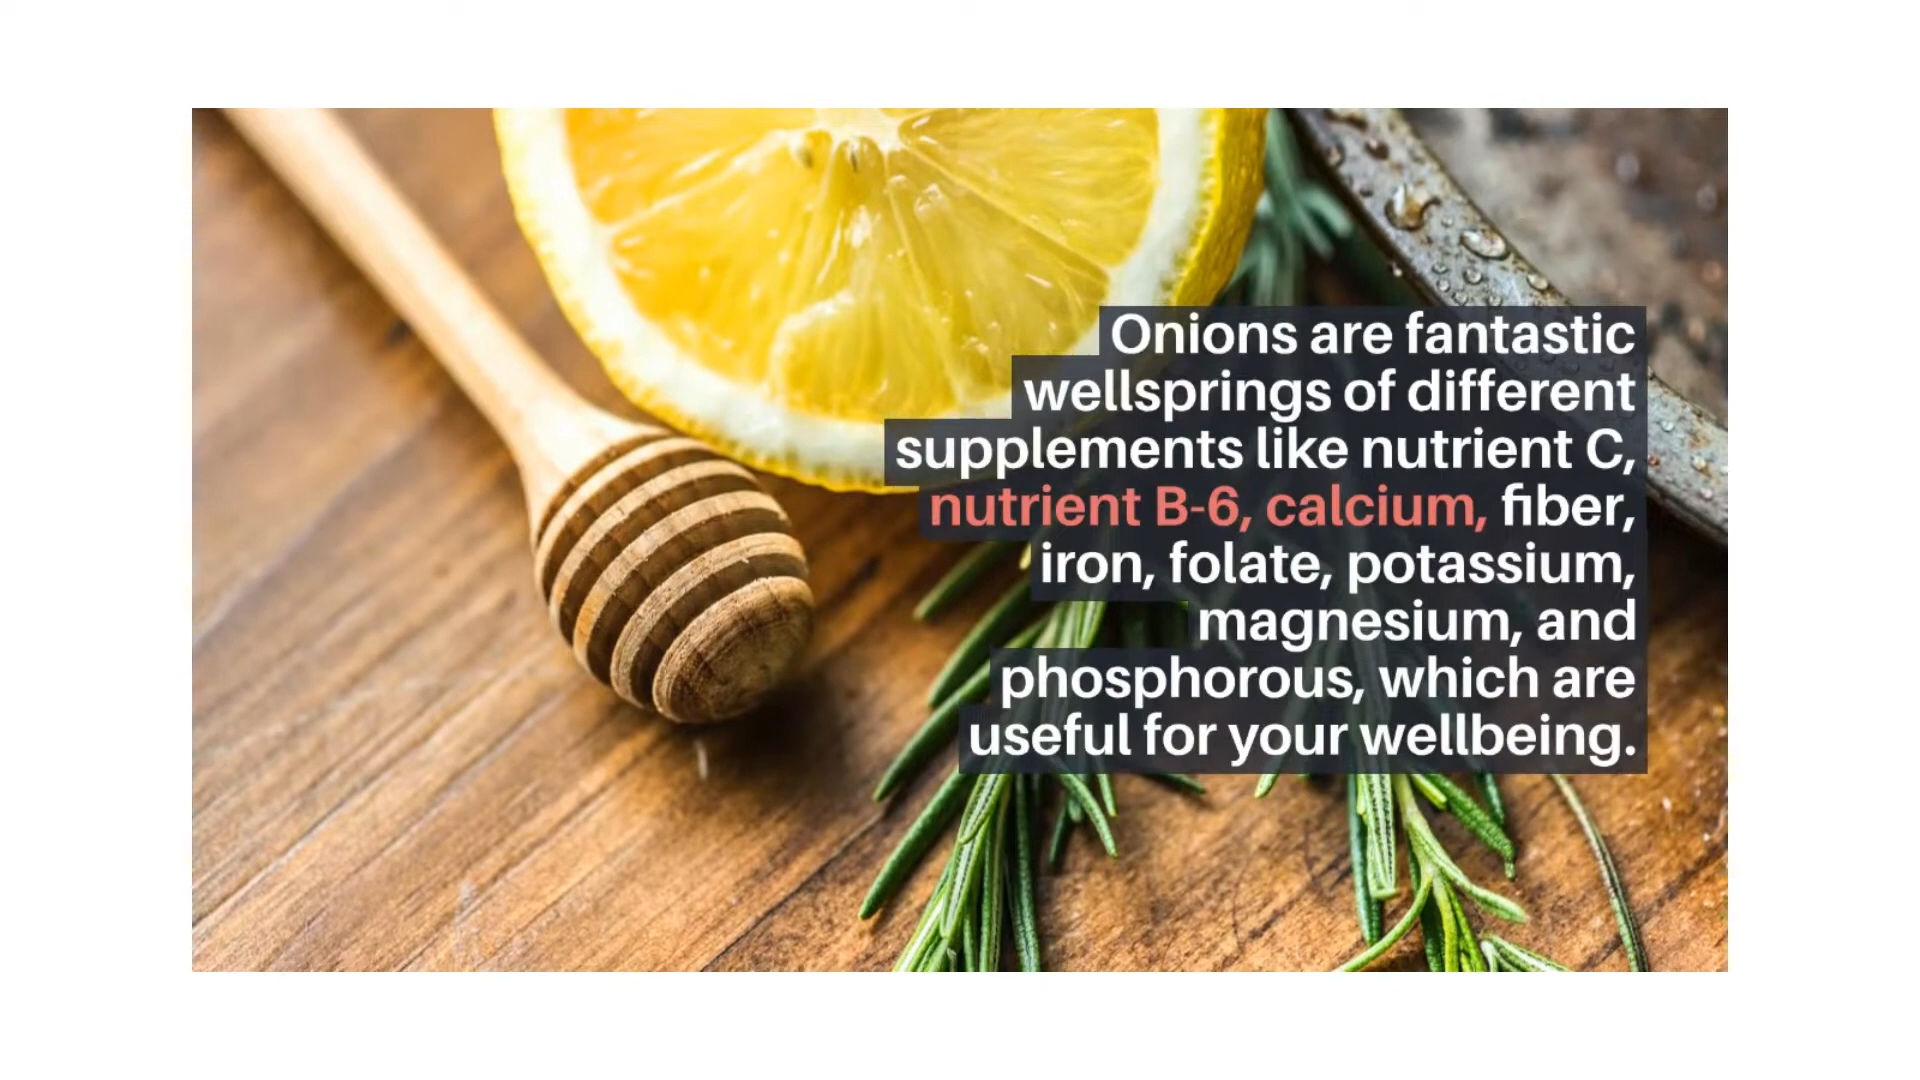 Onions are fantastic
wellsprings of different
supplements like nutrient C,
nutrient B-6, calcium, fiber,
iron, folate, potassium,
magnesium, and
phosphorous, which are
useful for your wellbeing.